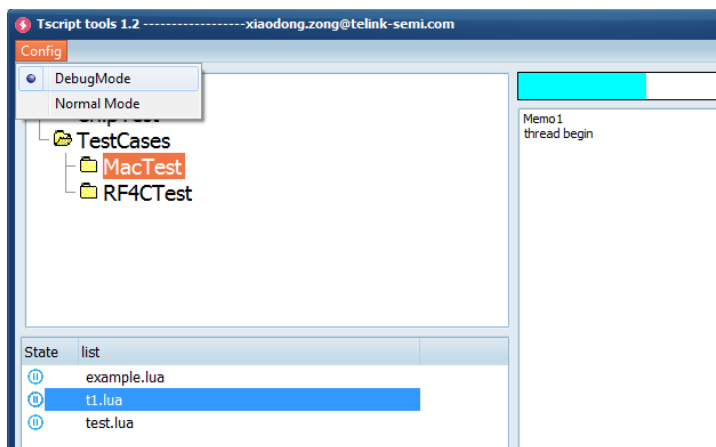 Tscript tools 1.2 ------------------xiaodong.zong@telink-semi.com
Config
DebugMode
Normal Mode
TestCases
MacTest
RF4CTest
Memo1
thread begin
State list
example.lua
t1.lua
test.lua